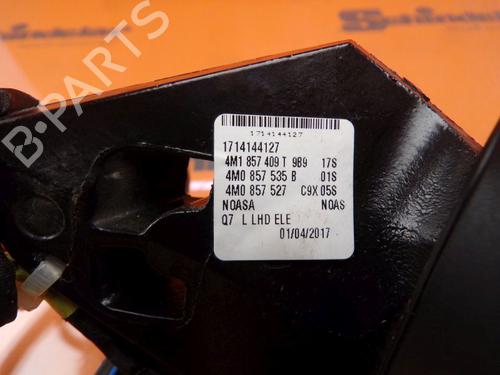 1714144127
1714144127
4M1 857 409 T 9B9 17S
4M0 857 535 B 01S
4M0 857 527 C9X 05S
NOASA NOAS
Q7 L LHD ELE
01/04/2017
B-PARTS